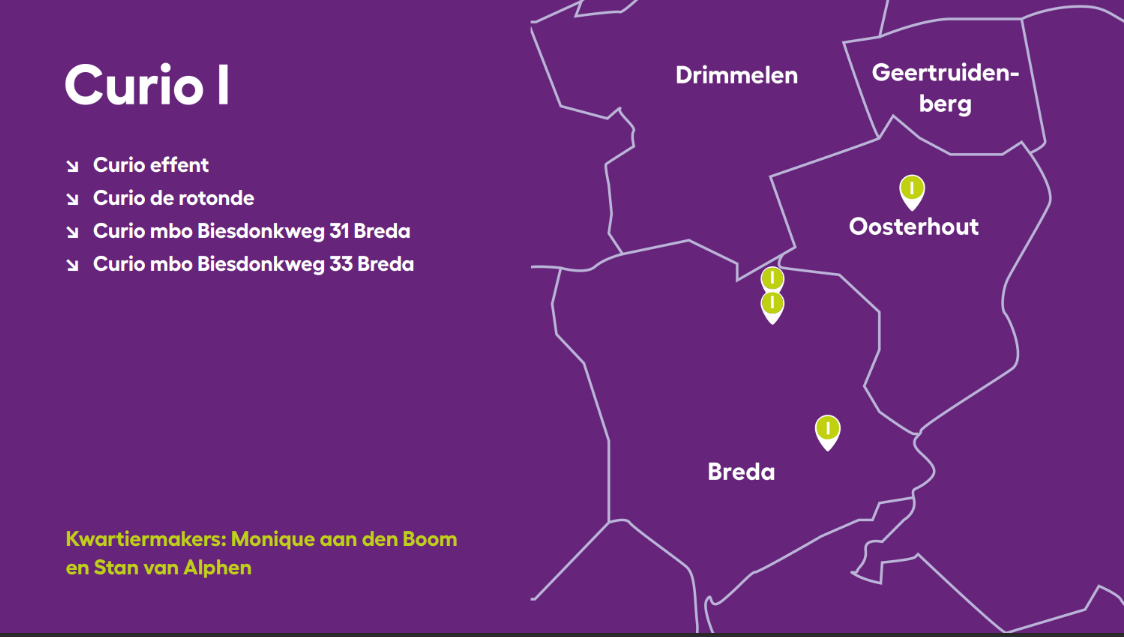 Curio I
Curio effent
Curio de rotonde
Curio mbo Biesdonkweg 31 Breda
Curio mbo Biesdonkweg 33 Breda
Kwartiermakers: Monique aan den Boom
en Stan van Alphen
Drimmelen
Geertruiden-
berg
I
Oosterhout
I
I
I
Breda